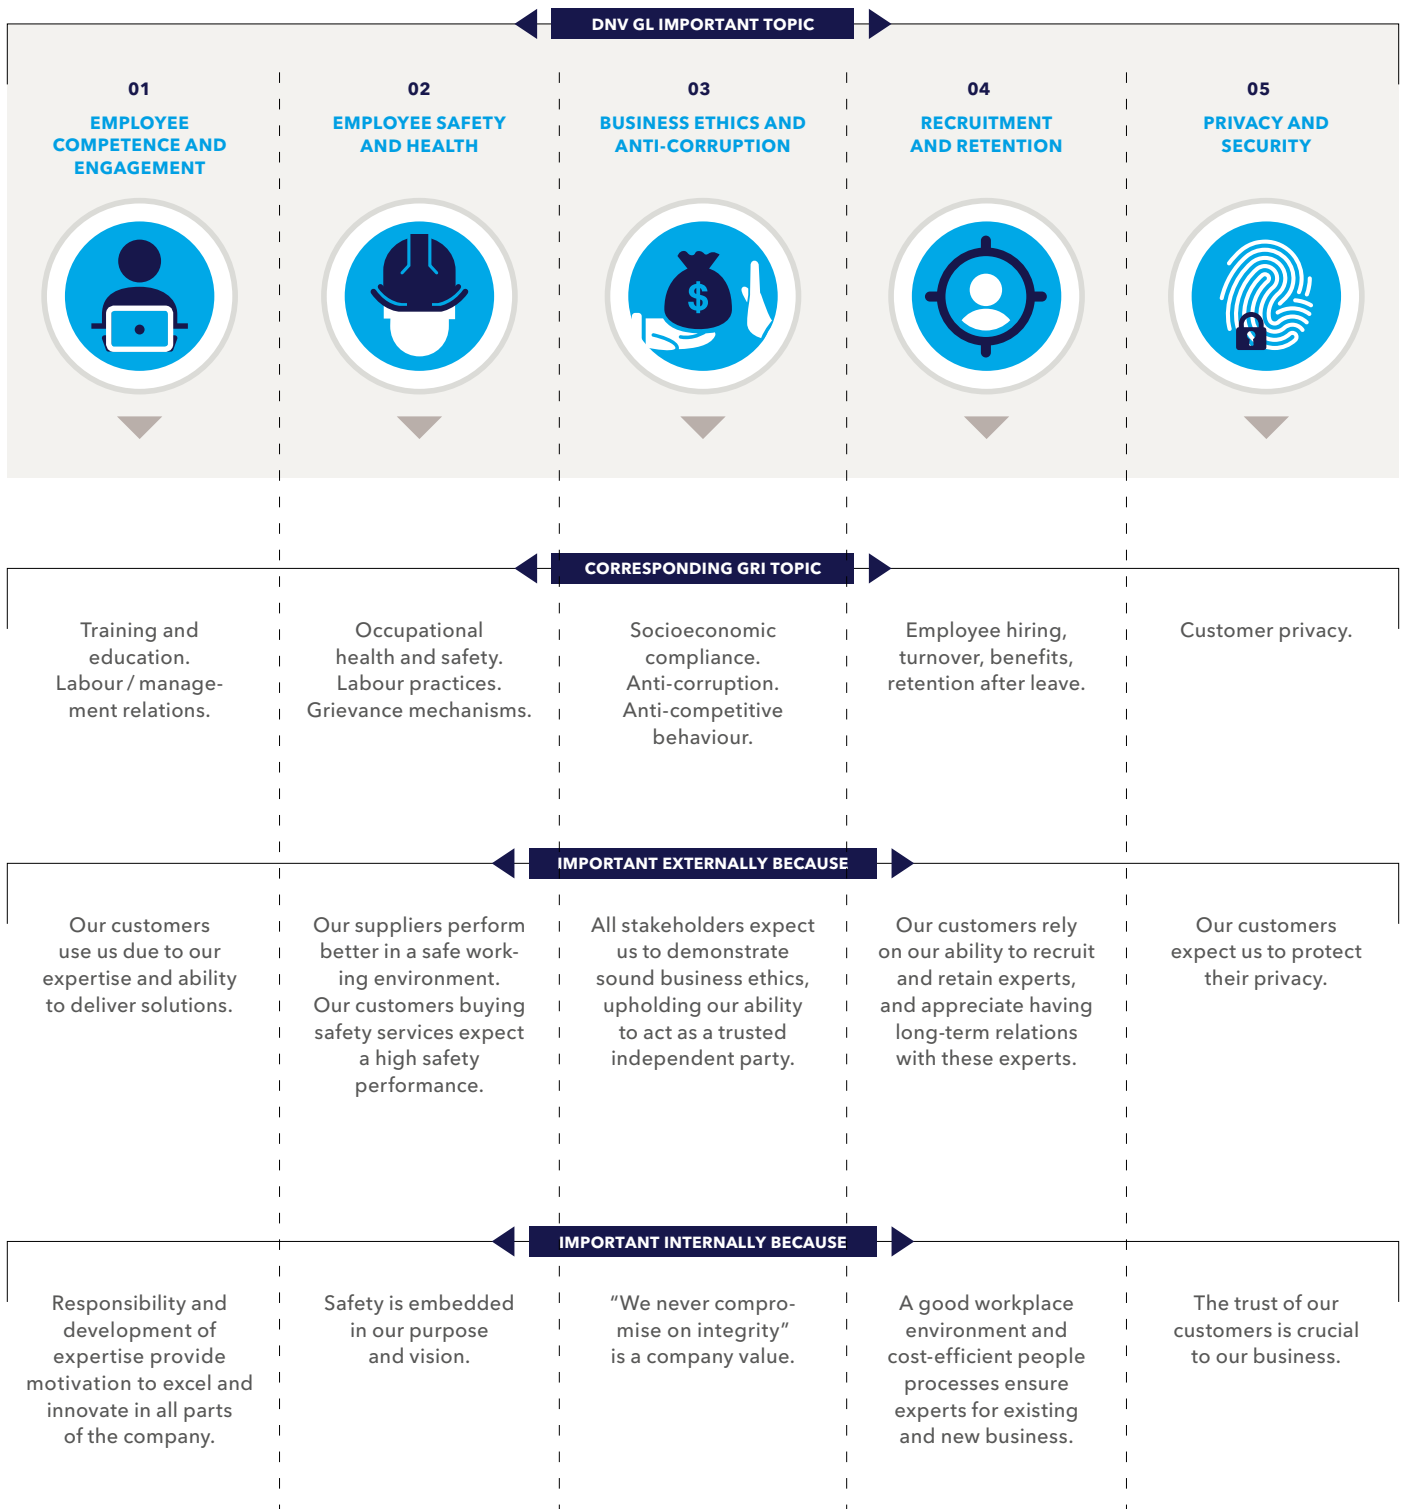 DNV GL IMPORTANT TOPIC
01
EMPLOYEE
COMPETENCE AND
ENGAGEMENT
02
EMPLOYEE SAFETY
AND HEALTH
03
BUSINESS ETHICS AND
ANTI-CORRUPTION
$
04
RECRUITMENT
AND RETENTION
05
PRIVACY AND
SECURITY
CORRESPONDING GRI TOPIC
Training and
education.
Labour / manage-
ment relations.
Occupational
health and safety.
Labour practices.
Grievance mechanisms.
Socioeconomic
compliance.
Anti-corruption.
Anti-competitive
behaviour.
Employee hiring,
turnover, benefits,
retention after leave.
Customer privacy.
IMPORTANT EXTERNALLY BECAUSE
Our customers
use us due to our
expertise and ability
to deliver solutions.
Our suppliers perform
better in a safe work-
ing environment.
Our customers buying
safety services expect
a high safety
performance.
All stakeholders expect
us to demonstrate
sound business ethics,
upholding our ability
to act as a trusted
independent party.
Our customers rely
on our ability to recruit
and retain experts,
and appreciate having
long-term relations
with these experts.
Our customers
expect us to protect
their privacy.
IMPORTANT INTERNALLY BECAUSE
Responsibility and
development of
expertise provide
motivation to excel and
innovate in all parts
of the company.
Safety is embedded
in our purpose
and vision.
“We never compro-
mise on integrity”
is a company value.
A good workplace
environment and
cost-efficient people
processes ensure
experts for existing
and new business.
The trust of our
customers is crucial
to our business.